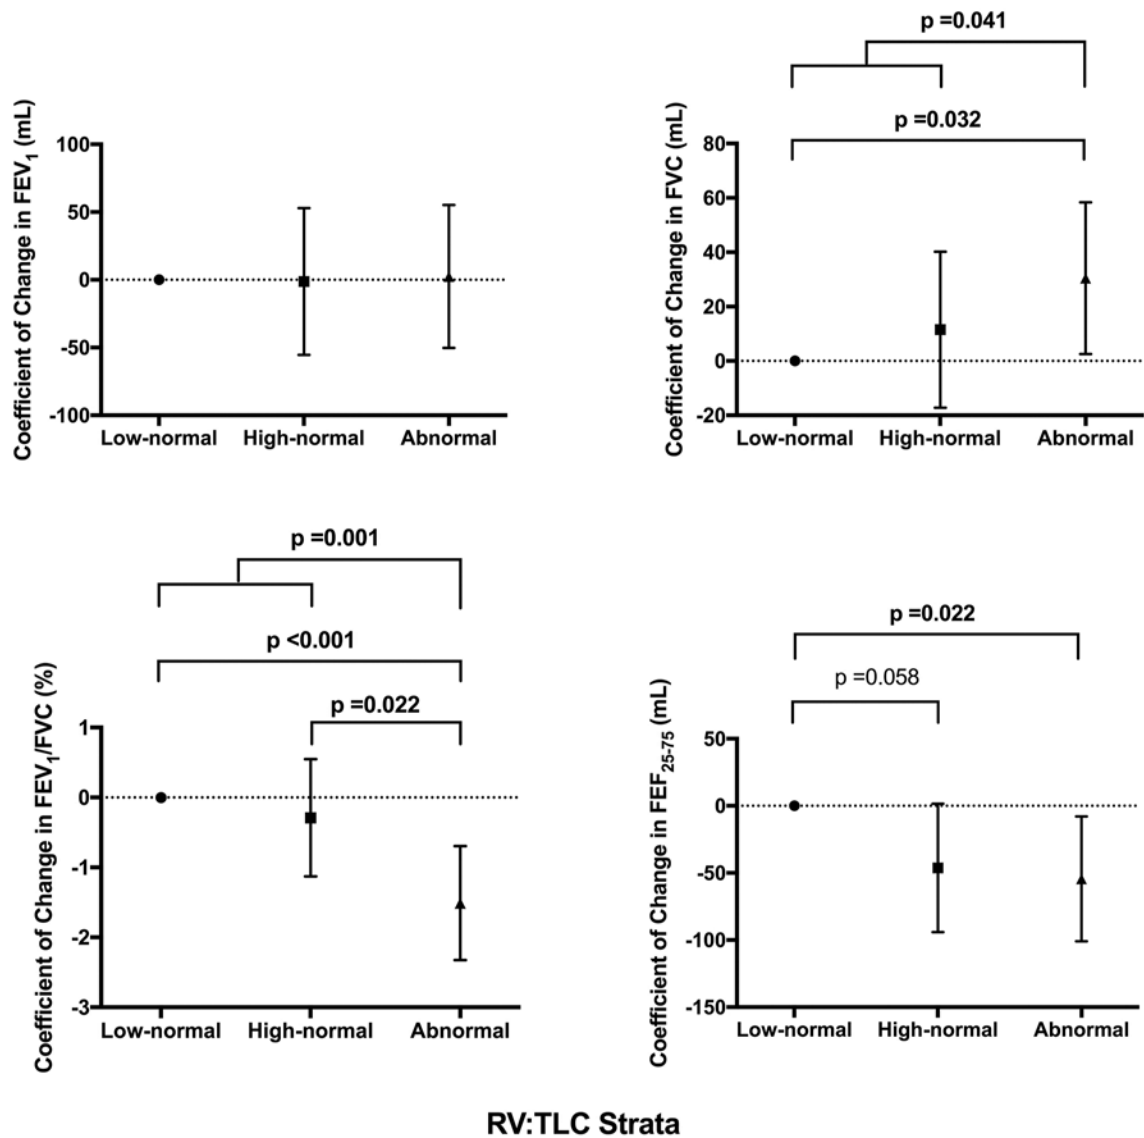 Coefficient of Change in FEV1 (mL)
100
50
0
-50
-100
Low-normal High-normal Abnormal
p =0.041
p =0.032
Coefficient of Change in FVC (mL)
80
60
40
20
0
-20
Low-normal High-normal Abnormal
p =0.001
p <0.001
p =0.022
Coefficient of Change in FEV1/FVC (%)
1
0
-1
-2
-3
Low-normal High-normal Abnormal
p =0.022
p =0.058
Coefficient of Change in FEF25-75 (mL)
50
0
-50
-100
-150
Low-normal High-normal Abnormal
RV:TLC Strata